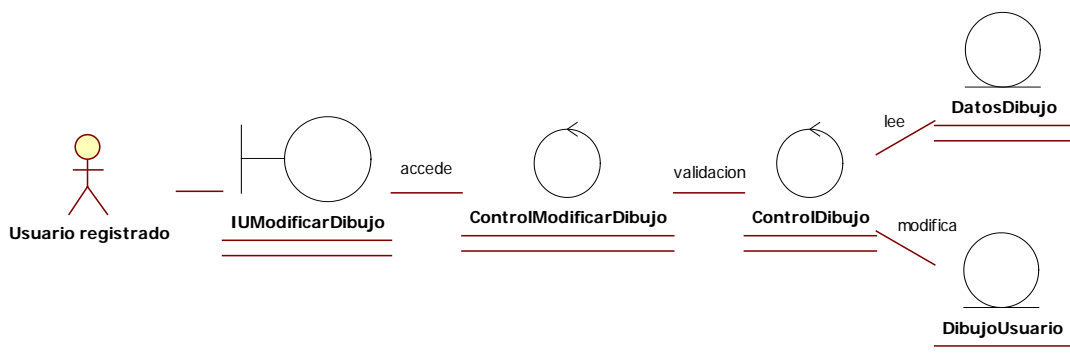 Usuario registrado
IUModificarDibujo
accede
ControlModificarDibujo
validacion
ControlDibujo
lee
DatosDibujo
modifica
DibujoUsuario